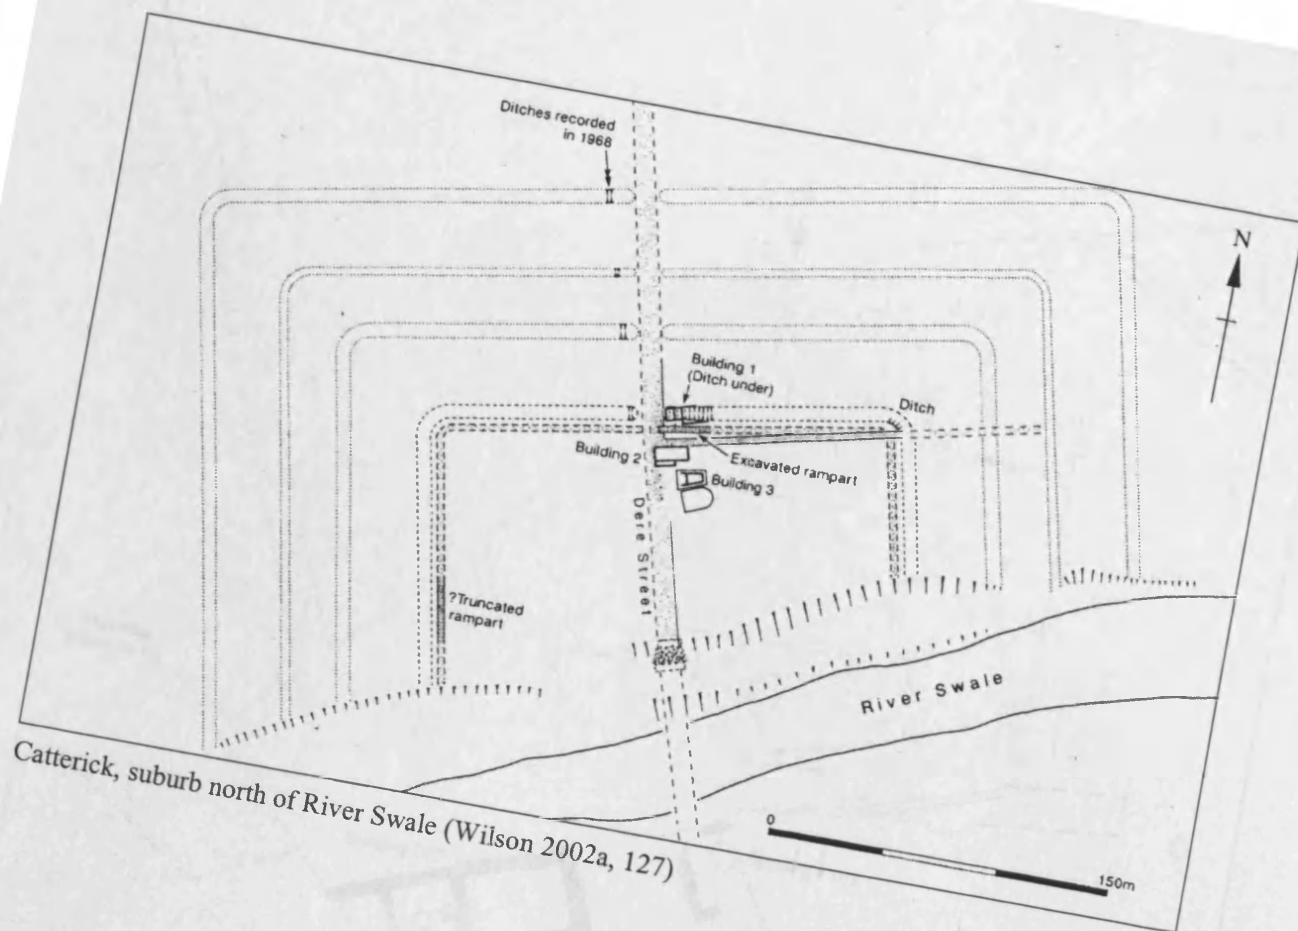 Ditches recorded
in 1968
N
Building 1
(Ditch under)
Ditch
Building 2
Excavated rampart
Building 3
Dere Street
?Truncated
rampart
River Swale
0
150m
Catterick, suburb north of River Swale (Wilson 2002a, 127)